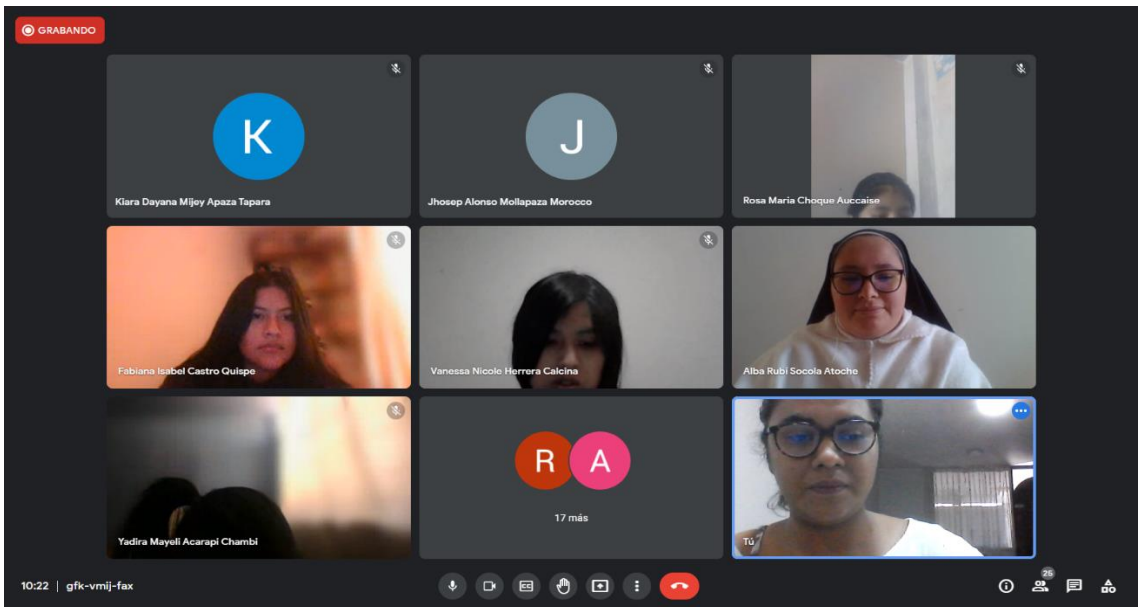 GRABANDO
K
Kiara Dayana Mijey Apaza Tapara
J
Jhosep Alonso Mollapaza Morocco
Rosa Maria Choque Auccaise
Fabiana Isabel Castro Quispe
Vanessa Nicole Herrera Calcina
Alba Rubi Socola Atoche
Yadira Mayeli Acarapi Chambi
R A
17 más
Tú
10:22 | gfk-vmij-fax
CC
25